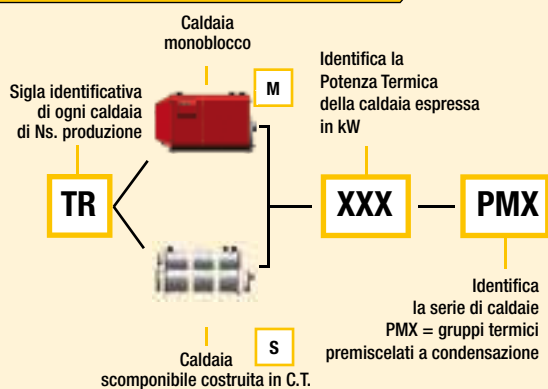 Caldaia
monoblocco
M
Sigla identificativa
di ogni caldaia
di Ns. produzione
TR
Caldaia
scomponibile costruita in C.T.
S
Identifica la
Potenza Termica
della caldaia espressa
in kW
XXX
PMX
Identifica
la serie di caldaie
PMX = gruppi termici
premiscelati a condensazione